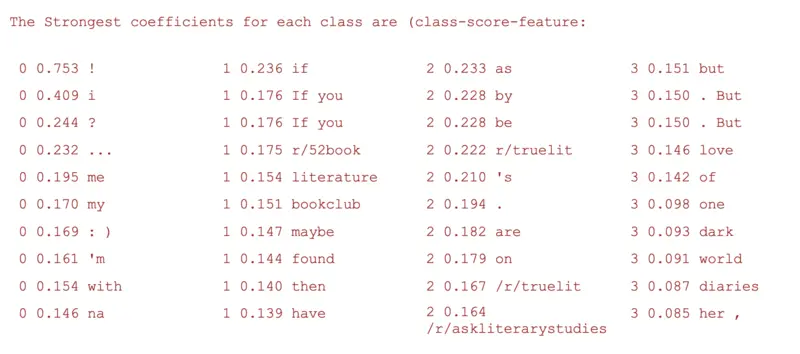 The Strongest coefficients for each class are (class-score-feature:
0 0.753 ! 1 0.236 if 2 0.233 as 3 0.151 but
0 0.409 i 1 0.176 If you 2 0.228 by 3 0.150 . But
0 0.244 ? 1 0.176 If you 2 0.228 be 3 0.150 . But
0 0.232 ... 1 0.175 r/52book 2 0.222 r/truelit 3 0.146 love
0 0.195 me 1 0.154 literature 2 0.210 's 3 0.142 of
0 0.170 my 1 0.151 bookclub 2 0.194 . 3 0.098 one
0 0.169 : ) 1 0.147 maybe 2 0.182 are 3 0.093 dark
0 0.161 'm 1 0.144 found 2 0.179 on 3 0.091 world
0 0.154 with 1 0.140 then 2 0.167 /r/truelit 3 0.087 diaries
0 0.146 na 1 0.139 have 2 0.164 3 0.085 her ,
/r/askliterarystudies